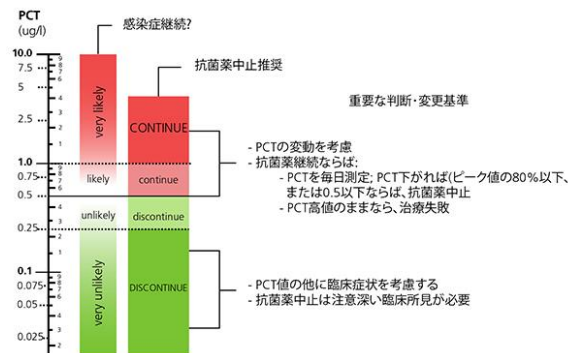 PCT
(ug/l)
感染症継続?
抗菌薬中止推奨
重要な判断・変更基準
10.0
7.5
5
2.5
1.0
0.75
0.5
0.25
0.1
0.075
0.05
0.025
very likely
likely
unlikely
very unlikely
CONTINUE
continue
discontinue
DISCONTINUE
- PCTの変動を考慮
- 抗菌薬継続ならば:
- PCTを毎日測定; PCT下がれば(ピーク値の80%以下、
または0.5以下ならば、抗菌薬中止
- PCT高値のままなら、治療失敗
- PCT値の他に臨床症状を考慮する
- 抗菌薬中止は注意深い臨床所見が必要